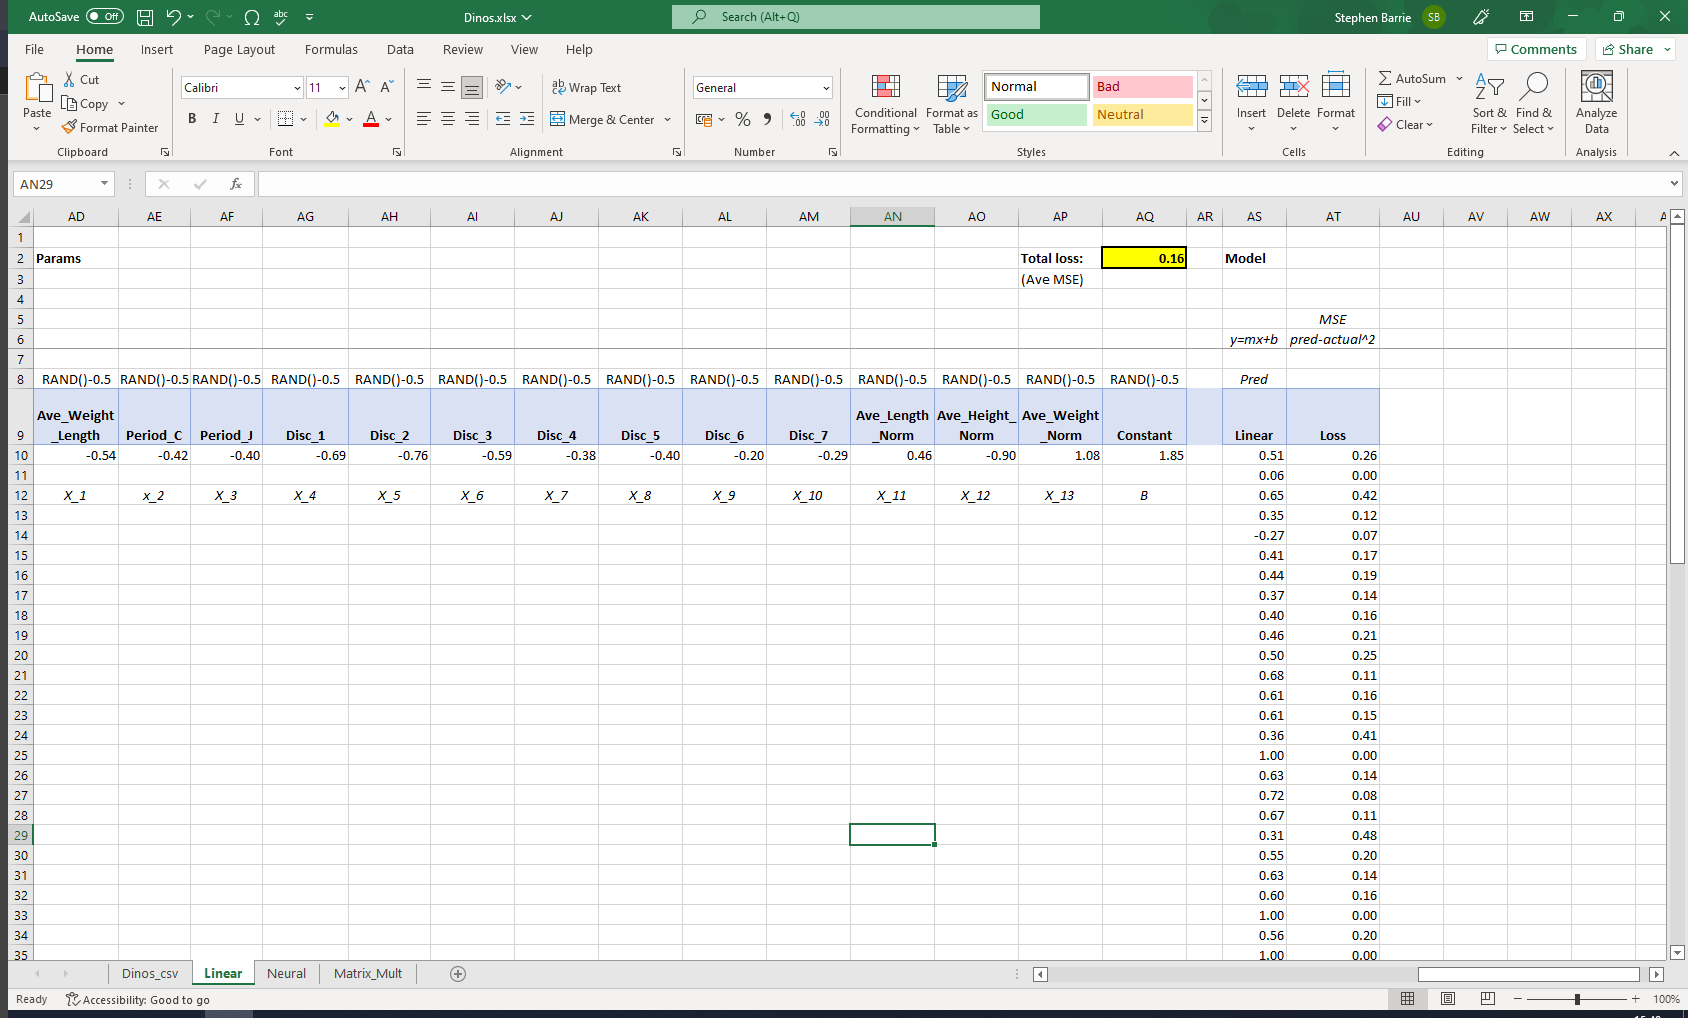 AutoSave Off abc Dinos.xlsx Search (Alt+Q) Stephen Barrie SB
File Home Insert Page Layout Formulas Data Review View Help Comments Share
Paste Cut Copy Format Painter Clipboard
Calibri 11 A A B I U A Font
ab Wrap Text Merge & Center Alignment
General % Number
Conditional Formatting Format as Table Normal Bad Good Neutral Styles
Insert Delete Format Cells
AutoSum Fill Clear Sort & Filter Find & Select Editing
Analyze Data Analysis
AN29 fx
AD AE AF AG AH AI AJ AK AL AM AN AO AP AQ AR AS AT AU AV AW AX
1
2 Params Total loss: 0.16 Model
3 (Ave MSE)
4
5 MSE
6 y=mx+b pred-actual^2
7
8 RAND()-0.5 RAND()-0.5 RAND()-0.5 RAND()-0.5 RAND()-0.5 RAND()-0.5 RAND()-0.5 RAND()-0.5 RAND()-0.5 RAND()-0.5 RAND()-0.5 RAND()-0.5 RAND()-0.5 RAND()-0.5 Pred
Ave_Weight Ave_Length Ave_Height_ Ave_Weight
9 _Length Period_C Period_J Disc_1 Disc_2 Disc_3 Disc_4 Disc_5 Disc_6 Disc_7 _Norm Norm _Norm Constant Linear Loss
10 -0.54 -0.42 -0.40 -0.69 -0.76 -0.59 -0.38 -0.40 -0.20 -0.29 0.46 -0.90 1.08 1.85 0.51 0.26
11 0.06 0.00
12 X_1 x_2 X_3 X_4 X_5 X_6 X_7 X_8 X_9 X_10 X_11 X_12 X_13 B 0.65 0.42
13 0.35 0.12
14 -0.27 0.07
15 0.41 0.17
16 0.44 0.19
17 0.37 0.14
18 0.40 0.16
19 0.46 0.21
20 0.50 0.25
21 0.68 0.11
22 0.61 0.16
23 0.61 0.15
24 0.36 0.41
25 1.00 0.00
26 0.63 0.14
27 0.72 0.08
28 0.67 0.11
29 0.31 0.48
30 0.55 0.20
31 0.63 0.14
32 0.60 0.16
33 1.00 0.00
34 0.56 0.20
35 1.00 0.00
Dinos_csv Linear Neural Matrix_Mult
Ready Accessibility: Good to go 100%